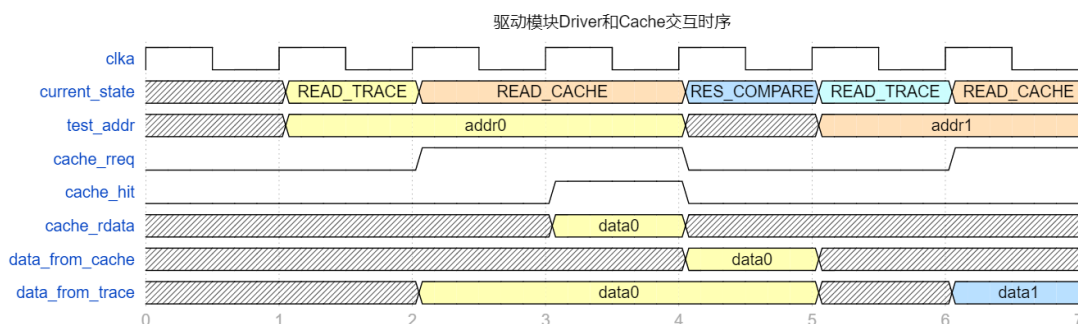 驱动模块Driver和Cache交互时序
clka
current_state READ_TRACE READ_CACHE RES_COMPARE READ_TRACE READ_CACHE
test_addr addr0 addr1
cache_rreq
cache_hit
cache_rdata data0
data_from_cache data0
data_from_trace data0 data1
0 1 2 3 4 5 6 7